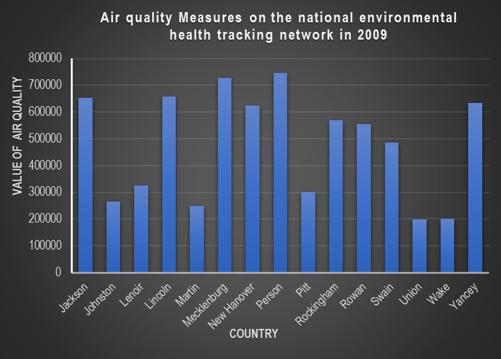 Air quality Measures on the national environmental
health tracking network in 2009
VALUE OF AIR QUALITY
800000
700000
600000
500000
400000
300000
200000
100000
0
Jackson
Johnston
Lenoir
Lincoln
Martin
Mecklenburg
New Hanover
Person
Pitt
Rockingham
Rowan
Swain
Union
Wake
Yancey
COUNTRY